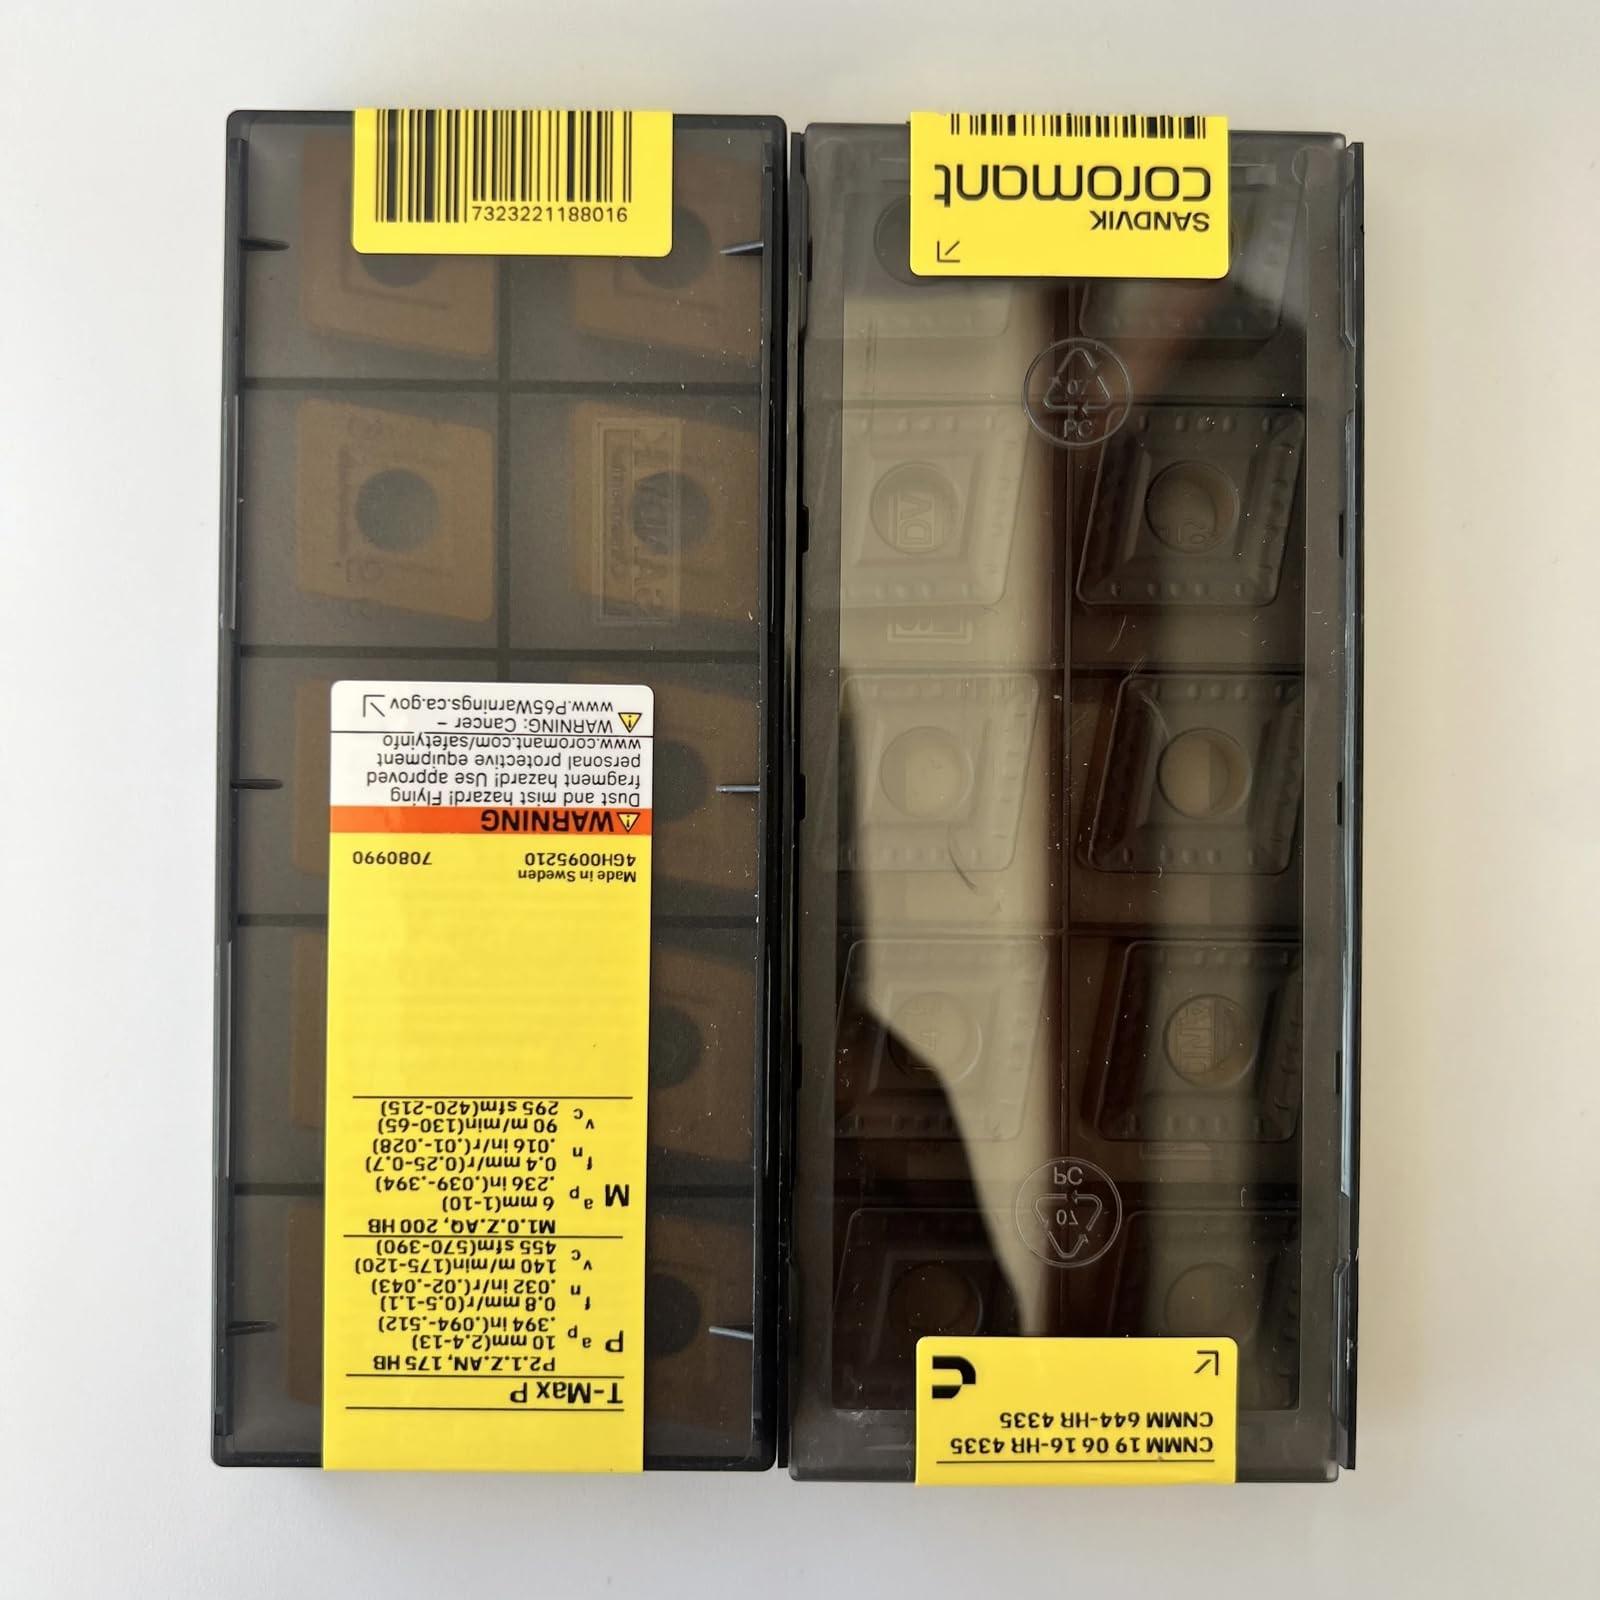 7323221188016
T-Max P
P2.1.Z.AN, 175 HB
P ap 10 mm(2.4-13)
.394 in(.094-.512)
fn 0.8 mm/r(0.5-1.1)
.032 in/r(.02-.043)
vc 140 m/min(175-120)
455 sfm(570-390)
M1.0.Z.AQ, 200 HB
M ap 6 mm(1-10)
.236 in(.039-.394)
fn 0.4 mm/r(0.25-0.7)
.016 in/r(.01-.028)
vc 90 m/min(130-65)
295 sfm(420-215)
Made in Sweden
4GH0095210 7080990
WARNING
Dust and mist hazard! Flying
fragment hazard! Use approved
personal protective equipment
www.coromant.com/safetyinfo
WARNING: Cancer –
www.P65Warnings.ca.gov
CNMM 19 06 16-HR 4335
CNMM 644-HR 4335
07
PC
07
PC
SANDVIK
coromant